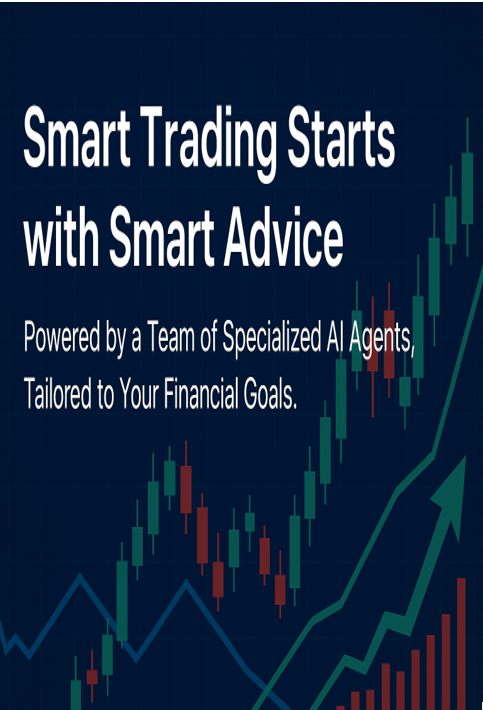 Smart Trading Starts
with Smart Advice
Powered by a Team of Specialized AI Agents,
Tailored to Your Financial Goals.